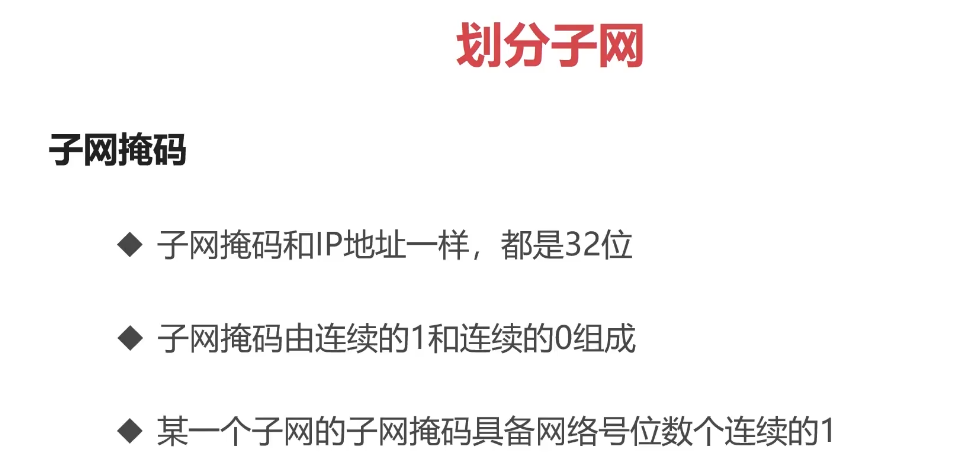 划分子网
子网掩码
◆ 子网掩码和IP地址一样，都是32位
◆ 子网掩码由连续的1和连续的0组成
◆ 某一个子网的子网掩码具备网络号位数个连续的1